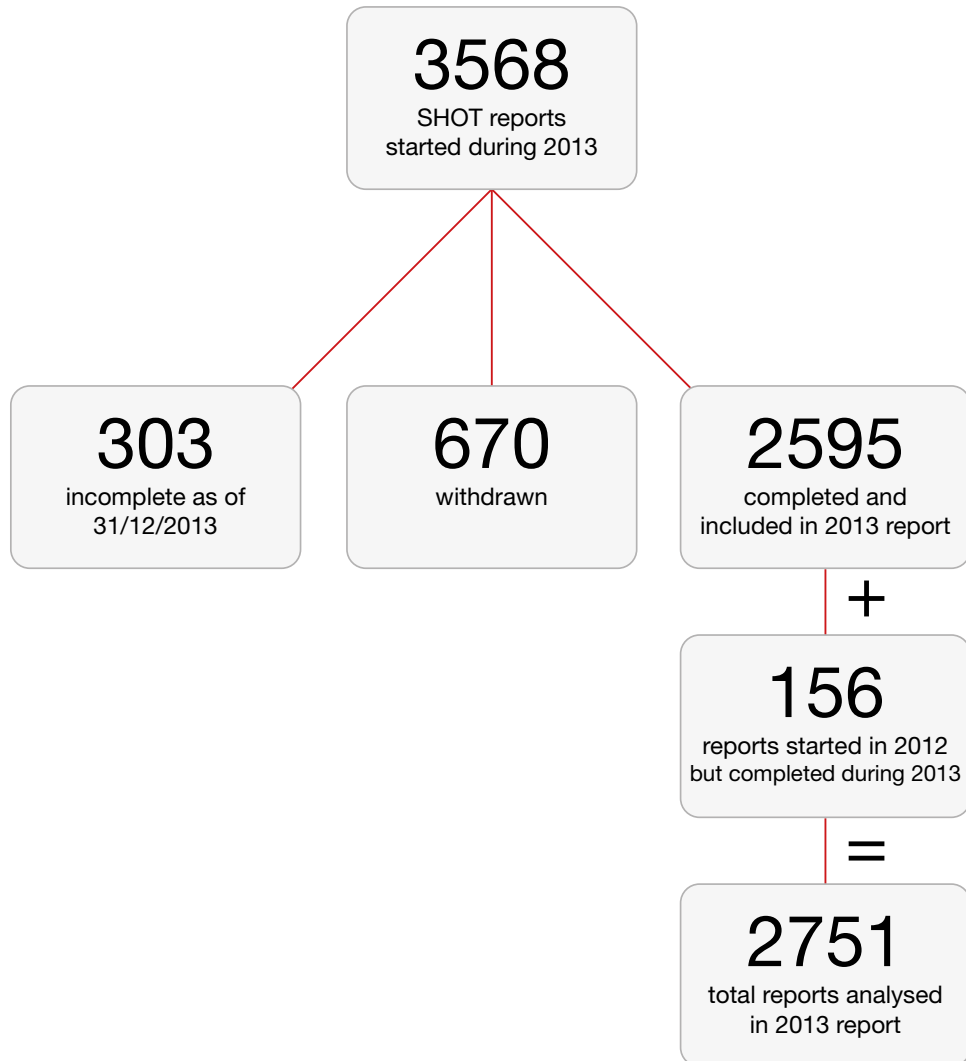 3568
SHOT reports
started during 2013
303
incomplete as of
31/12/2013
670
withdrawn
2595
completed and
included in 2013 report
+
156
reports started in 2012
but completed during 2013
=
2751
total reports analysed
in 2013 report